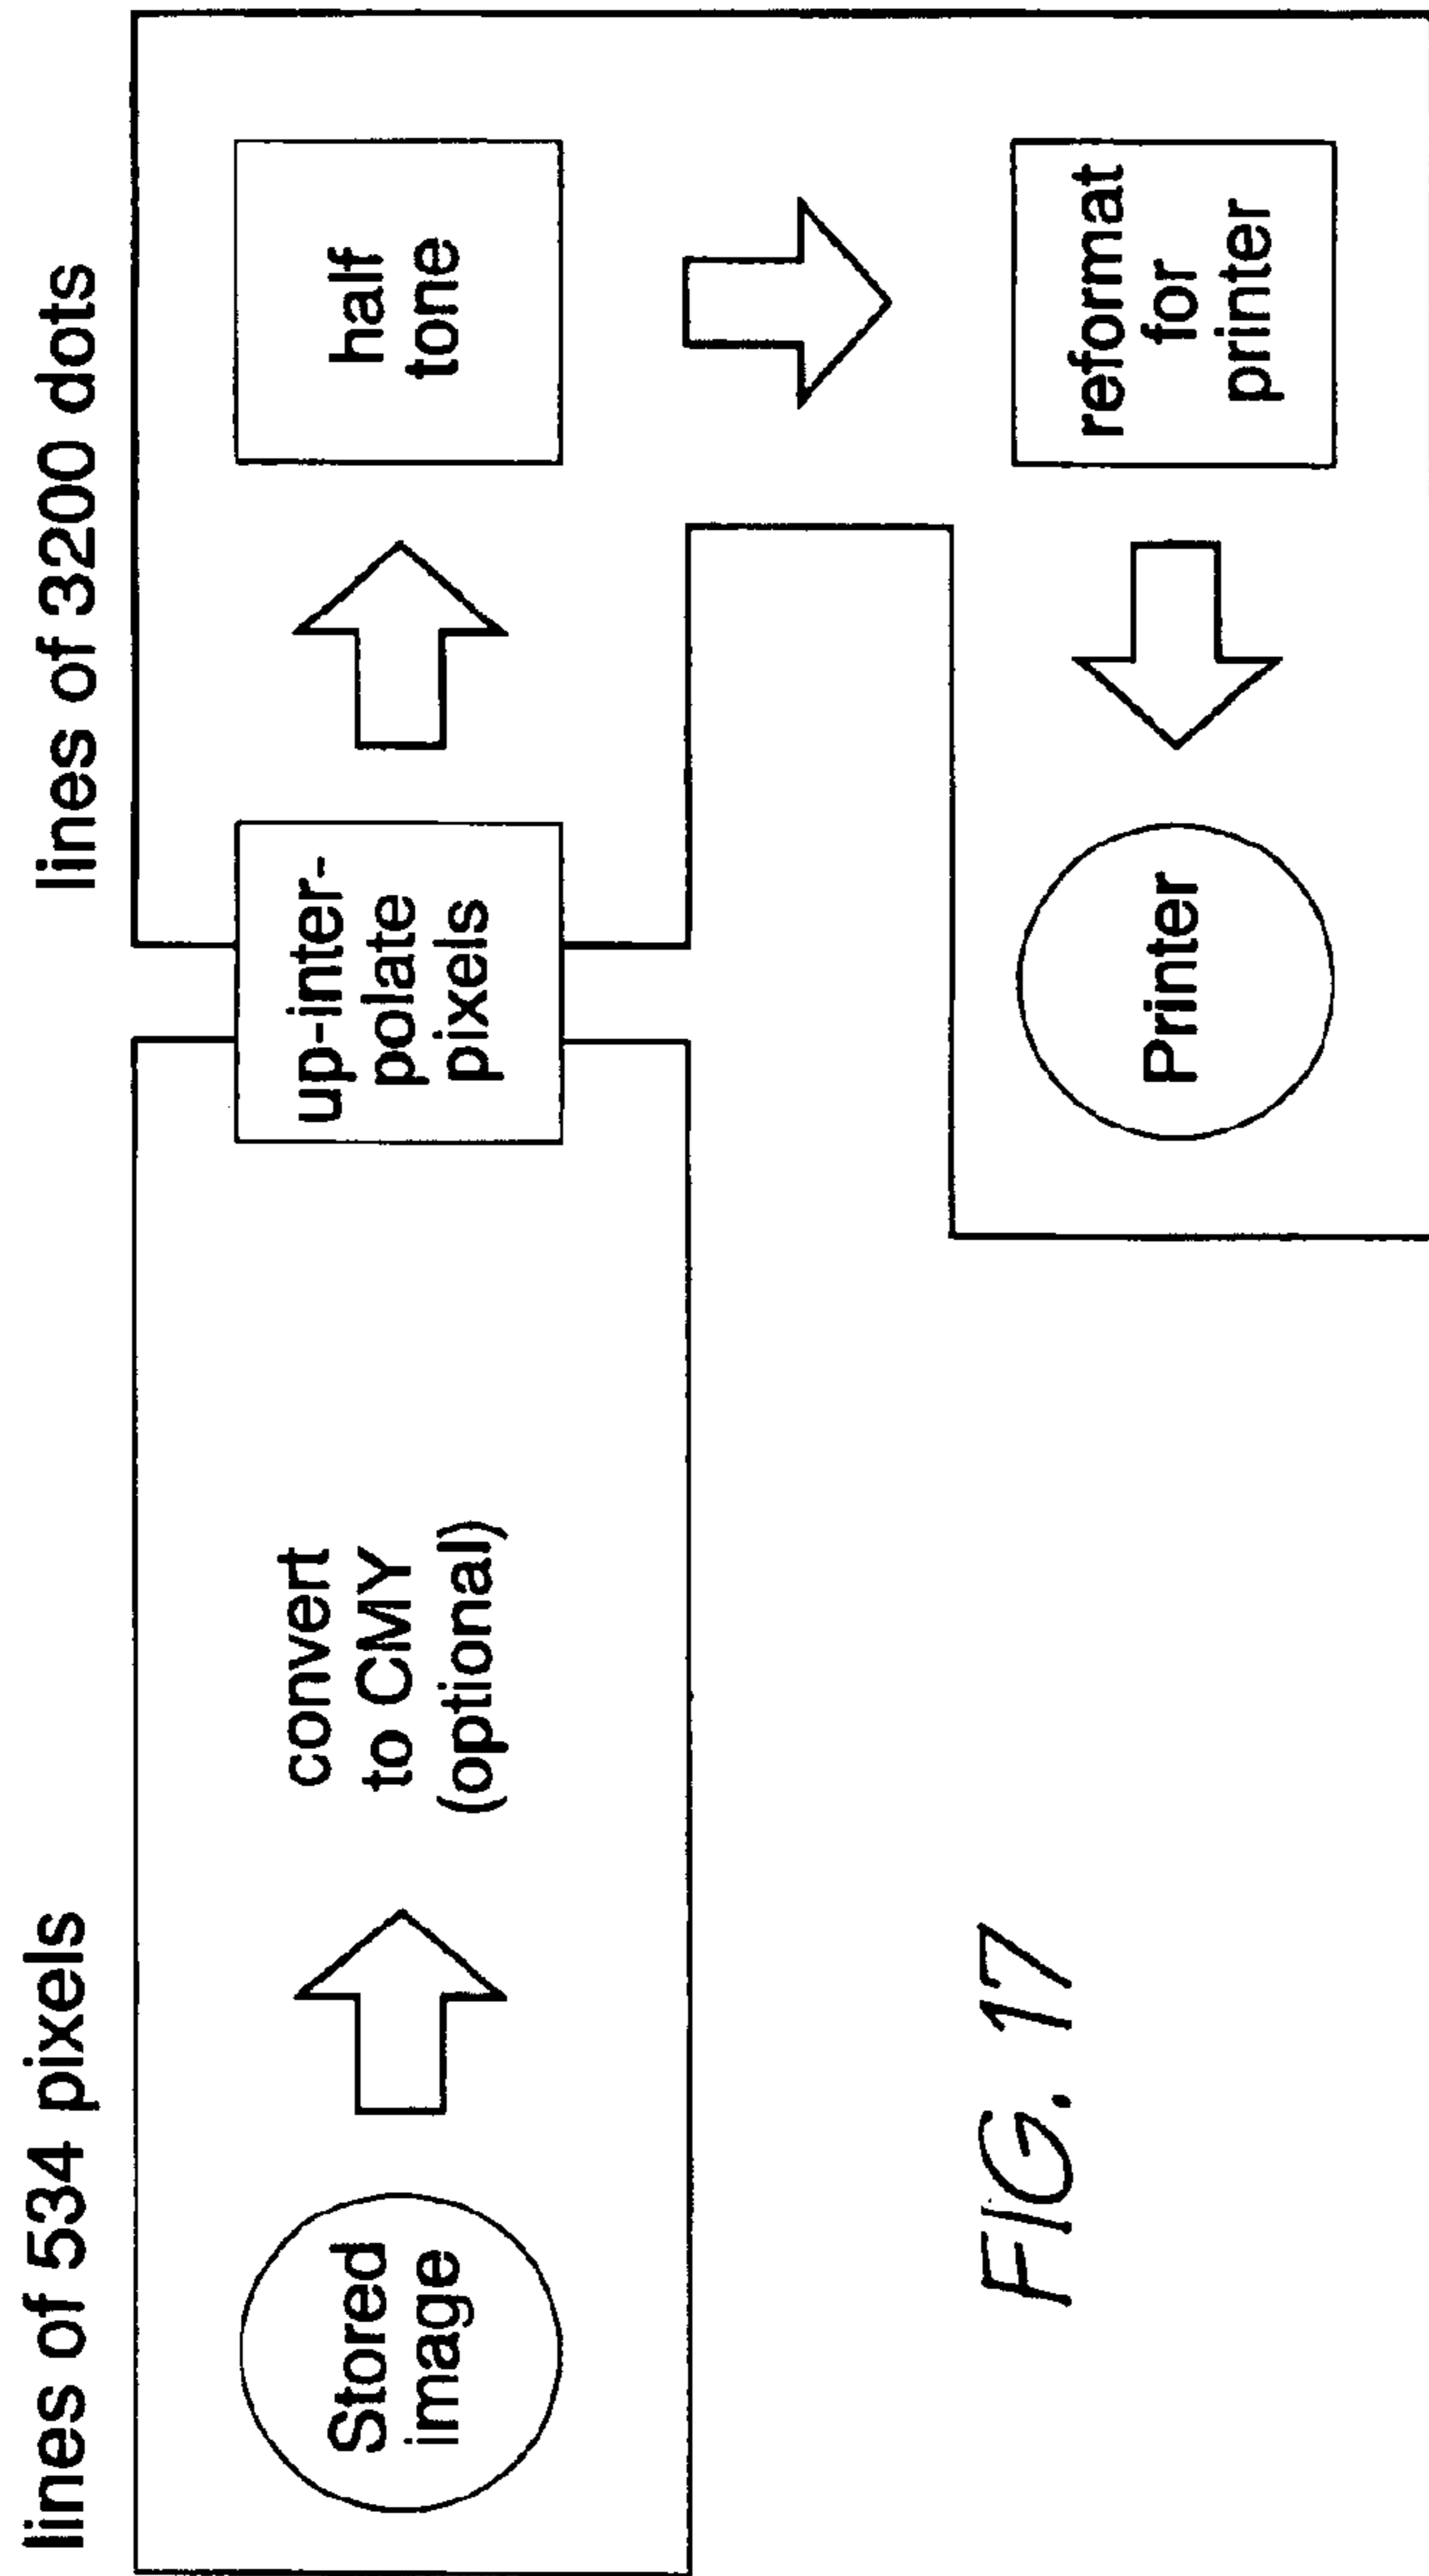 lines of 534 pixels
lines of 3200 dots
Stored
image
convert
to CMY
(optional)
up-inter-
polate
pixels
half
tone
reformat
for
printer
Printer
FIG. 17